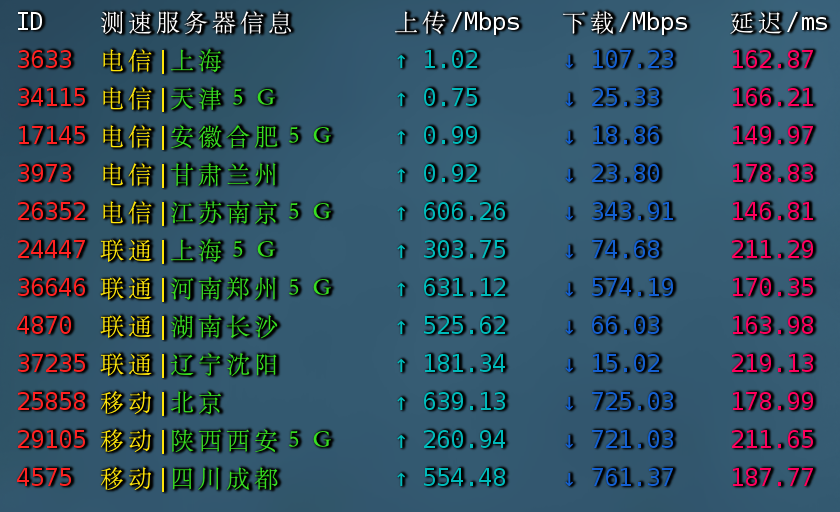 ID 测速服务器信息 上传/Mbps 下载/Mbps 延迟/ms
3633 电信|上海 ↑ 1.02 ↓ 107.23 162.87
34115 电信|天津５Ｇ ↑ 0.75 ↓ 25.33 166.21
17145 电信|安徽合肥５Ｇ ↑ 0.99 ↓ 18.86 149.97
3973 电信|甘肃兰州 ↑ 0.92 ↓ 23.80 178.83
26352 电信|江苏南京５Ｇ ↑ 606.26 ↓ 343.91 146.81
24447 联通|上海５Ｇ ↑ 303.75 ↓ 74.68 211.29
36646 联通|河南郑州５Ｇ ↑ 631.12 ↓ 574.19 170.35
4870 联通|湖南长沙 ↑ 525.62 ↓ 66.03 163.98
37235 联通|辽宁沈阳 ↑ 181.34 ↓ 15.02 219.13
25858 移动|北京 ↑ 639.13 ↓ 725.03 178.99
29105 移动|陕西西安５Ｇ ↑ 260.94 ↓ 721.03 211.65
4575 移动|四川成都 ↑ 554.48 ↓ 761.37 187.77